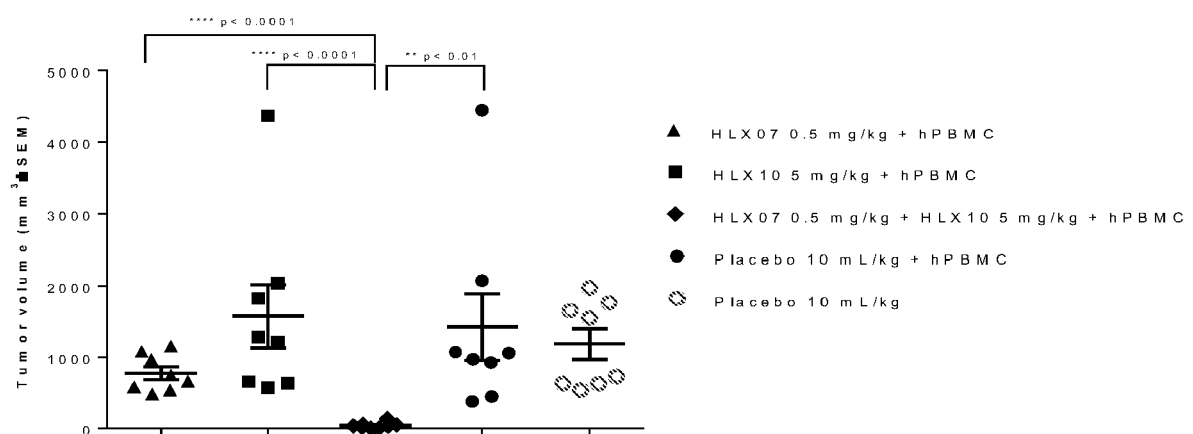 **** p< 0.0001
**** p< 0.0001
** p< 0.01
5000
4000
3000
2000
1000
0
Tumor volume (mm3 SEM)
HLX07 0.5 mg/kg + hPBMC
HLX10 5 mg/kg + hPBMC
HLX07 0.5 mg/kg + HLX10 5 mg/kg + hPBMC
Placebo 10 mL/kg + hPBMC
Placebo 10 mL/kg